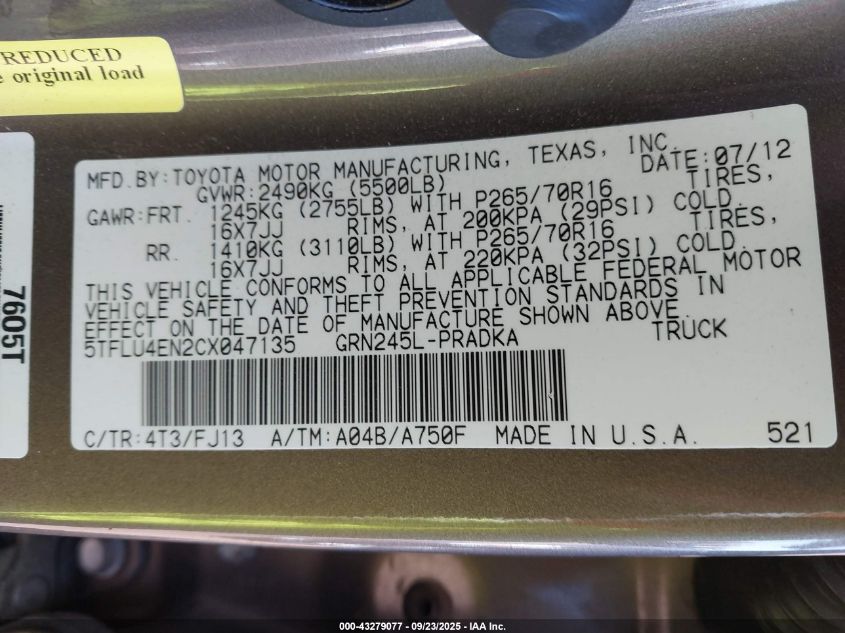 REDUCED
original load
7605T
MFD.BY:TOYOTA MOTOR MANUFACTURING, TEXAS, INC.
DATE:07/12
GVWR:2490KG (5500LB)
GAWR:FRT. 1245KG (2755LB) WITH P265/70R16 TIRES,
16X7JJ RIMS, AT 200KPA (29PSI) COLD.
RR. 1410KG (3110LB) WITH P265/70R16 TIRES,
16X7JJ RIMS, AT 220KPA (32PSI) COLD.
THIS VEHICLE CONFORMS TO ALL APPLICABLE FEDERAL MOTOR
VEHICLE SAFETY AND THEFT PREVENTION STANDARDS IN
EFFECT ON THE DATE OF MANUFACTURE SHOWN ABOVE.
5TFLU4EN2CX047135 GRN245L-PRADKA TRUCK
C/TR:4T3/FJ13 A/TM:A04B/A750F MADE IN U.S.A. 521
000-43279077 - 09/23/2025 - IAA Inc.